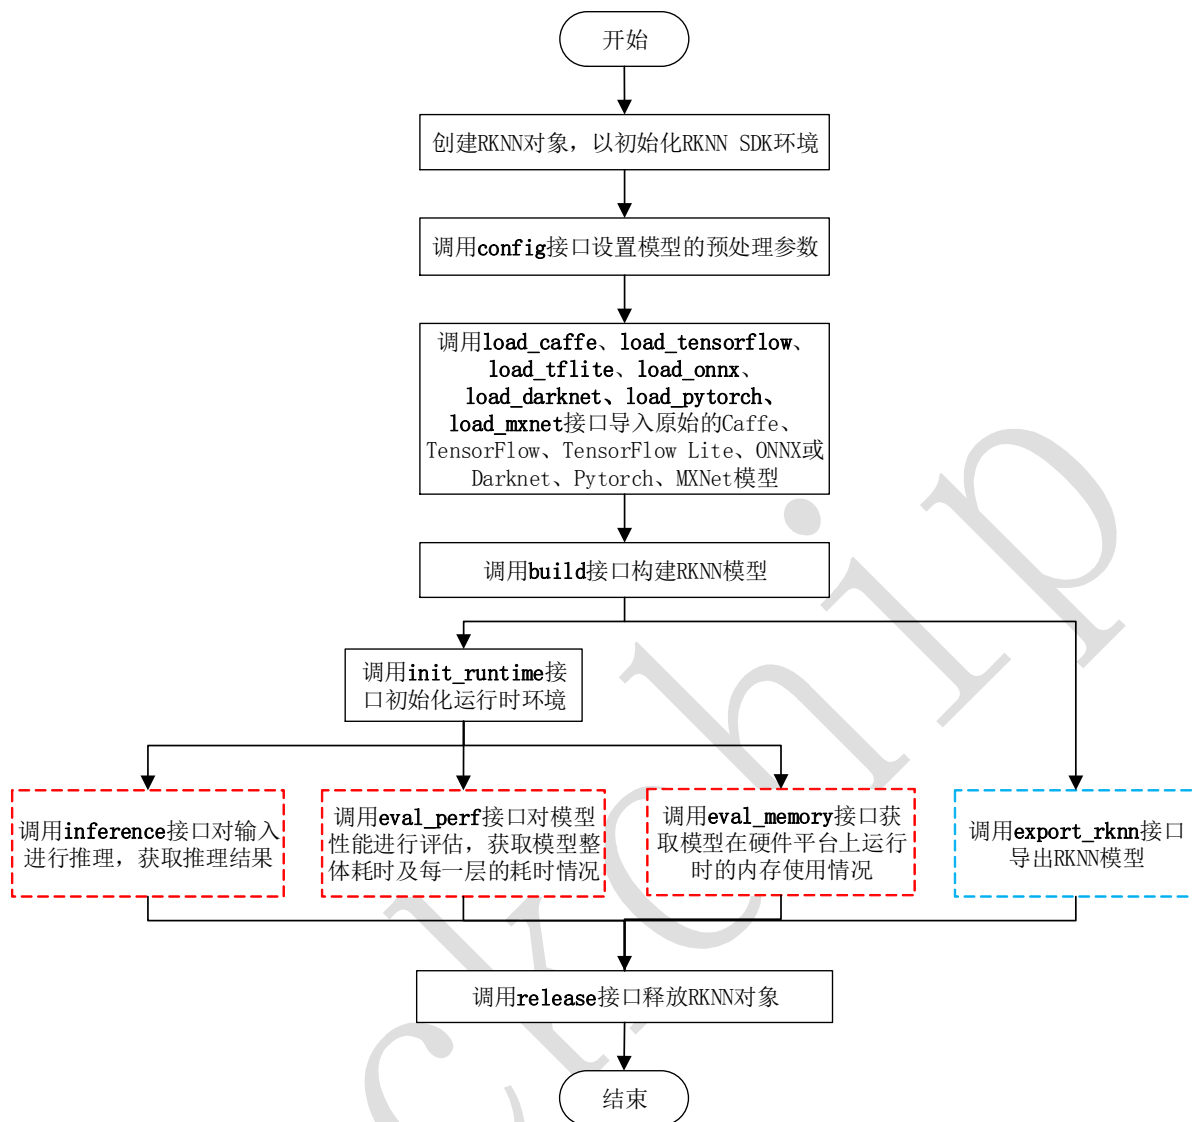 开始
创建RKNN对象，以初始化RKNN SDK环境
调用config接口设置模型的预处理参数
调用load_caffe、load_tensorflow、
load_tflite、load_onnx、
load_darknet、load_pytorch、
load_mxnet接口导入原始的Caffe、
TensorFlow、TensorFlow Lite、ONNX或
Darknet、Pytorch、MXNet模型
调用build接口构建RKNN模型
调用init_runtime接
口初始化运行时环境
调用inference接口对输入
进行推理，获取推理结果
调用eval_perf接口对模型
性能进行评估，获取模型整
体耗时及每一层的耗时情况
调用eval_memory接口获
取模型在硬件平台上运行
时的内存使用情况
调用export_rknn接口
导出RKNN模型
调用release接口释放RKNN对象
结束
ckchip